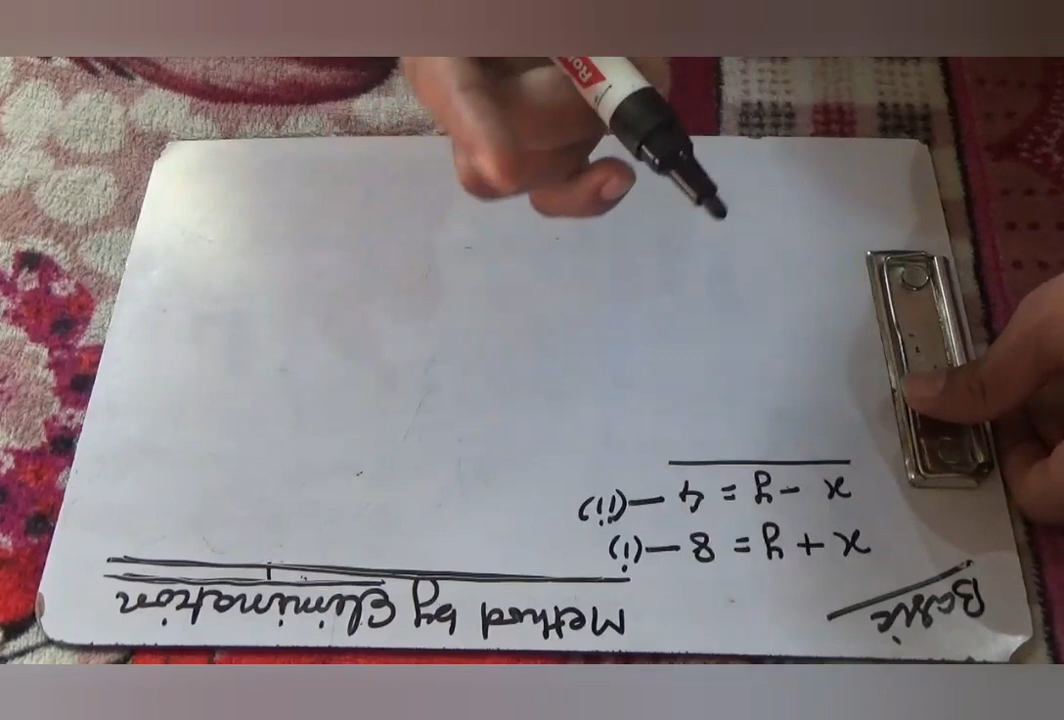 Basic
Method by Elimination
x + y = 8 — (i)
x - y = 4 — (ii)